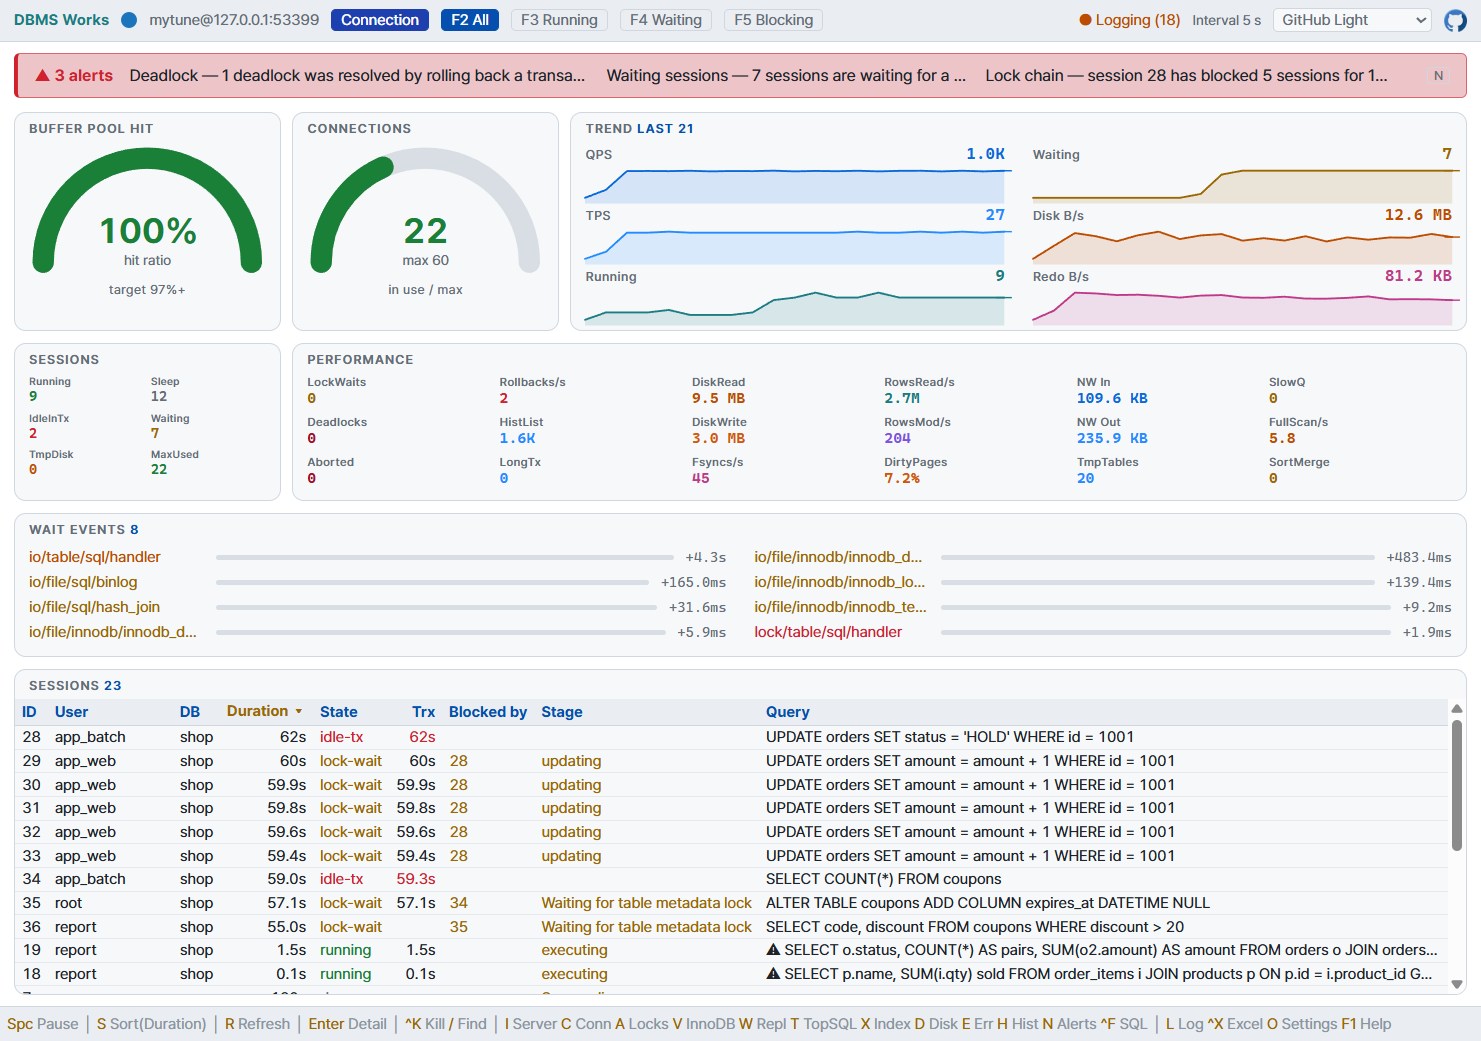 DBMS Works mytune@127.0.0.1:53399 Connection F2 All F3 Running F4 Waiting F5 Blocking Logging (18) Interval 5 s GitHub Light
▲ 3 alerts Deadlock — 1 deadlock was resolved by rolling back a transa... Waiting sessions — 7 sessions are waiting for a ... Lock chain — session 28 has blocked 5 sessions for 1... N
BUFFER POOL HIT
100%
hit ratio
target 97%+
CONNECTIONS
22
max 60
in use / max
TREND LAST 21
QPS 1.0K
Waiting 7
TPS 27
Disk B/s 12.6 MB
Running 9
Redo B/s 81.2 KB
SESSIONS
Running Sleep
9 12
IdleInTx Waiting
2 7
TmpDisk MaxUsed
0 22
PERFORMANCE
LockWaits Rollbacks/s DiskRead RowsRead/s NW In SlowQ
0 2 9.5 MB 2.7M 109.6 KB 0
Deadlocks HistList DiskWrite RowsMod/s NW Out FullScan/s
0 1.6K 3.0 MB 204 235.9 KB 5.8
Aborted LongTx Fsyncs/s DirtyPages TmpTables SortMerge
0 0 45 7.2% 20 0
WAIT EVENTS 8
io/table/sql/handler +4.3s io/file/innodb/innodb_d... +483.4ms
io/file/sql/binlog +165.0ms io/file/innodb/innodb_lo... +139.4ms
io/file/sql/hash_join +31.6ms io/file/innodb/innodb_te... +9.2ms
io/file/innodb/innodb_d... +5.9ms lock/table/sql/handler +1.9ms
SESSIONS 23
ID User DB Duration ▼ State Trx Blocked by Stage Query
28 app_batch shop 62s idle-tx 62s UPDATE orders SET status = 'HOLD' WHERE id = 1001
29 app_web shop 60s lock-wait 60s 28 updating UPDATE orders SET amount = amount + 1 WHERE id = 1001
30 app_web shop 59.9s lock-wait 59.9s 28 updating UPDATE orders SET amount = amount + 1 WHERE id = 1001
31 app_web shop 59.8s lock-wait 59.8s 28 updating UPDATE orders SET amount = amount + 1 WHERE id = 1001
32 app_web shop 59.6s lock-wait 59.6s 28 updating UPDATE orders SET amount = amount + 1 WHERE id = 1001
33 app_web shop 59.4s lock-wait 59.4s 28 updating UPDATE orders SET amount = amount + 1 WHERE id = 1001
34 app_batch shop 59.0s idle-tx 59.3s SELECT COUNT(*) FROM coupons
35 root shop 57.1s lock-wait 57.1s 34 Waiting for table metadata lock ALTER TABLE coupons ADD COLUMN expires_at DATETIME NULL
36 report shop 55.0s lock-wait 35 Waiting for table metadata lock SELECT code, discount FROM coupons WHERE discount > 20
19 report shop 1.5s running 1.5s executing ⚠ SELECT o.status, COUNT(*) AS pairs, SUM(o2.amount) AS amount FROM orders o JOIN orders...
18 report shop 0.1s running 0.1s executing ⚠ SELECT p.name, SUM(i.qty) sold FROM order_items i JOIN products p ON p.id = i.product_id G...
Spc Pause | S Sort(Duration) | R Refresh | Enter Detail | ^K Kill / Find | I Server C Conn A Locks V InnoDB W Repl T TopSQL X Index D Disk E Err H Hist N Alerts ^F SQL | L Log ^X Excel O Settings F1 Help